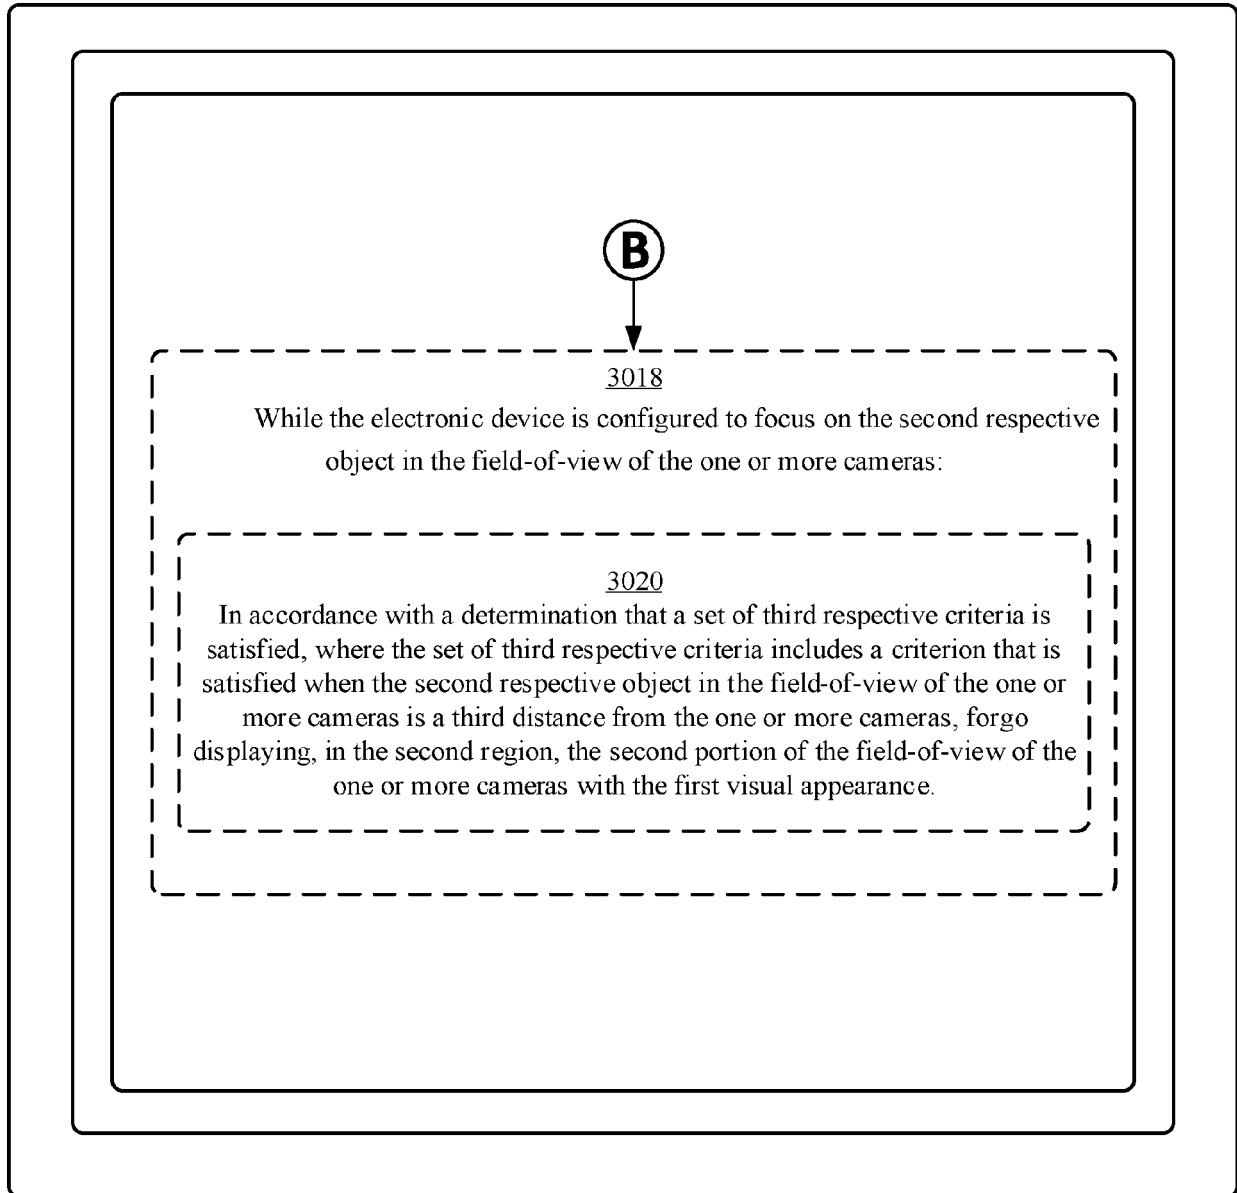 B
3018
While the electronic device is configured to focus on the second respective
object in the field-of-view of the one or more cameras:
3020
In accordance with a determination that a set of third respective criteria is
satisfied, where the set of third respective criteria includes a criterion that is
satisfied when the second respective object in the field-of-view of the one or
more cameras is a third distance from the one or more cameras, forgo
displaying, in the second region, the second portion of the field-of-view of the
one or more cameras with the first visual appearance.